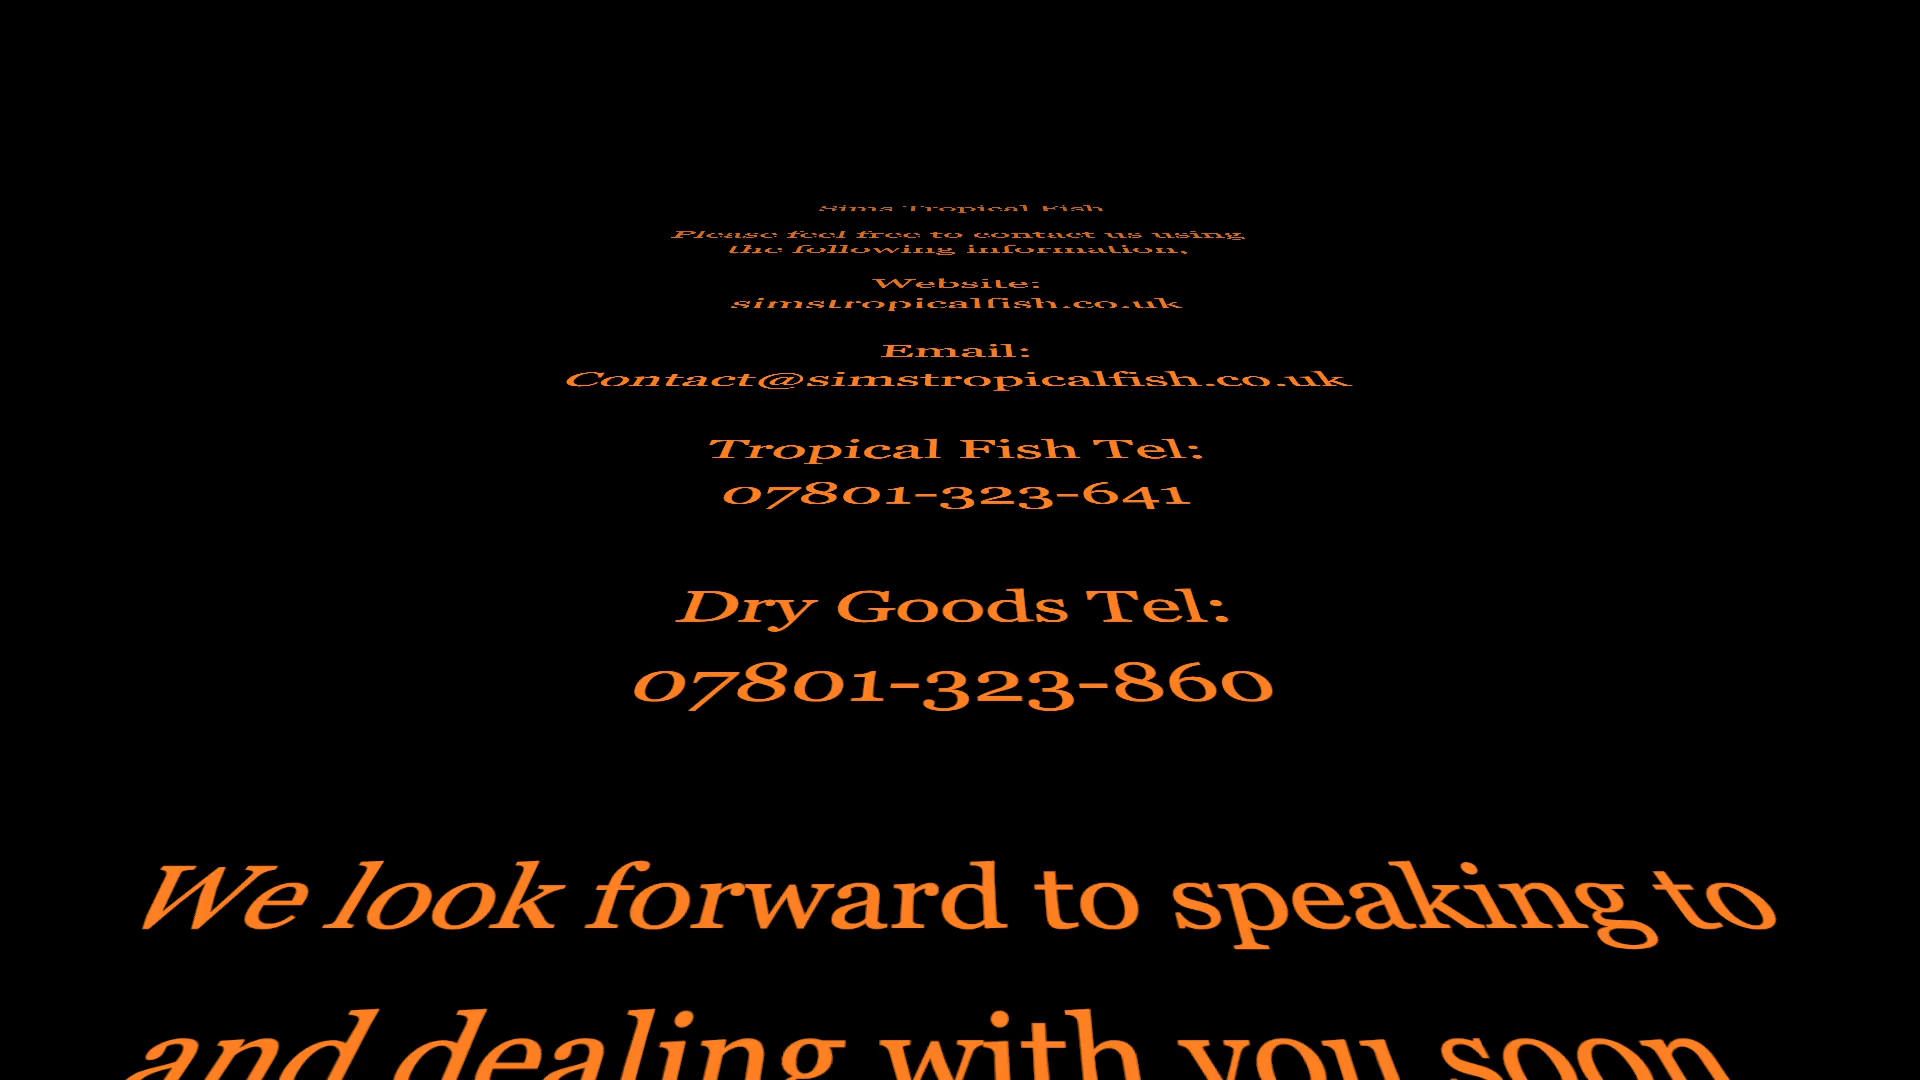 Sims Tropical Fish
Please feel free to contact us using
the following information,
Website:
simstropicalfish.co.uk
Email:
Contact@simstropicalfish.co.uk
Tropical Fish Tel:
07801-323-641
Dry Goods Tel:
07801-323-860
We look forward to speaking to
and dealing with you soon